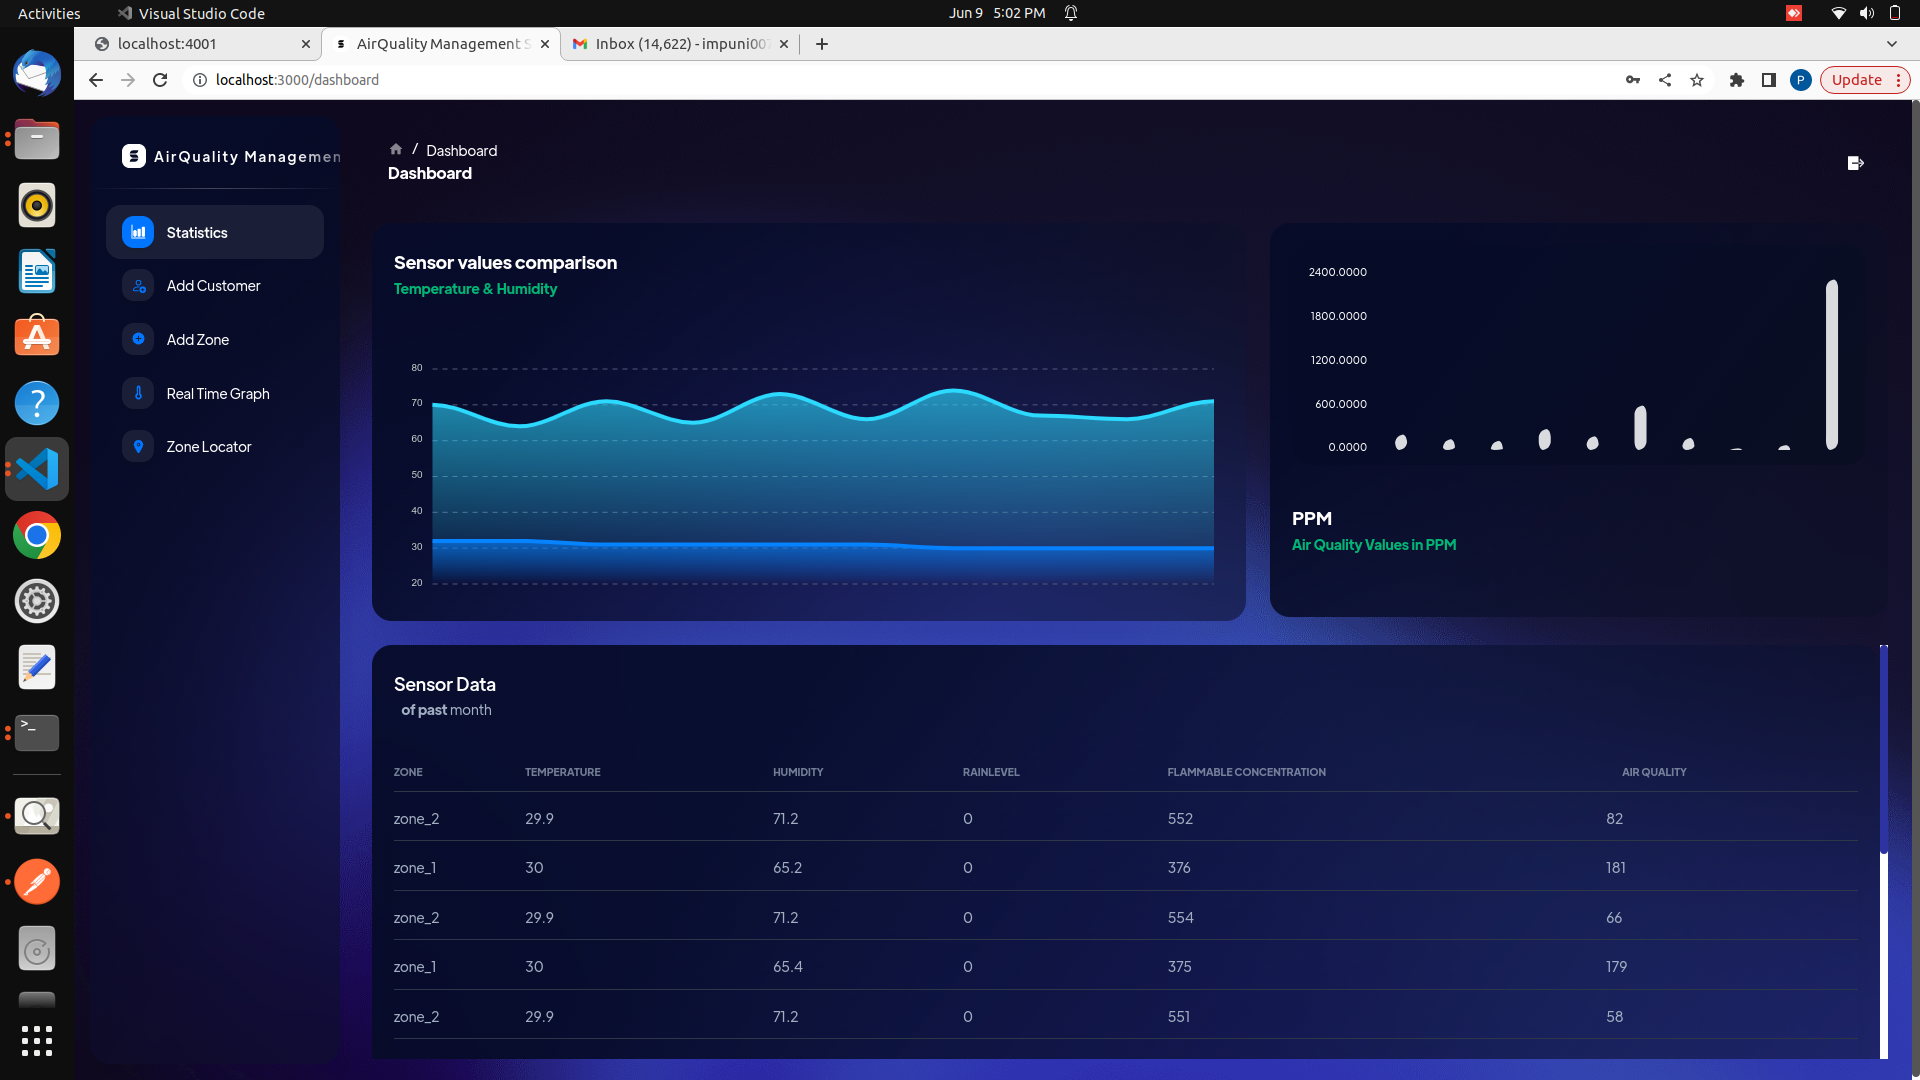 Activities
Visual Studio Code
Jun 9 5:02 PM
localhost:4001
AirQuality Management S
Inbox (14,622) - impuni007
localhost:3000/dashboard
P
Update
AirQuality Managemen
Statistics
Add Customer
Add Zone
Real Time Graph
Zone Locator
/ Dashboard
Dashboard
Sensor values comparison
Temperature & Humidity
80
70
60
50
40
30
20
2400.0000
1800.0000
1200.0000
600.0000
0.0000
PPM
Air Quality Values in PPM
Sensor Data
of past month
ZONE TEMPERATURE HUMIDITY RAINLEVEL FLAMMABLE CONCENTRATION AIR QUALITY
zone_2 29.9 71.2 0 552 82
zone_1 30 65.2 0 376 181
zone_2 29.9 71.2 0 554 66
zone_1 30 65.4 0 375 179
zone_2 29.9 71.2 0 551 58